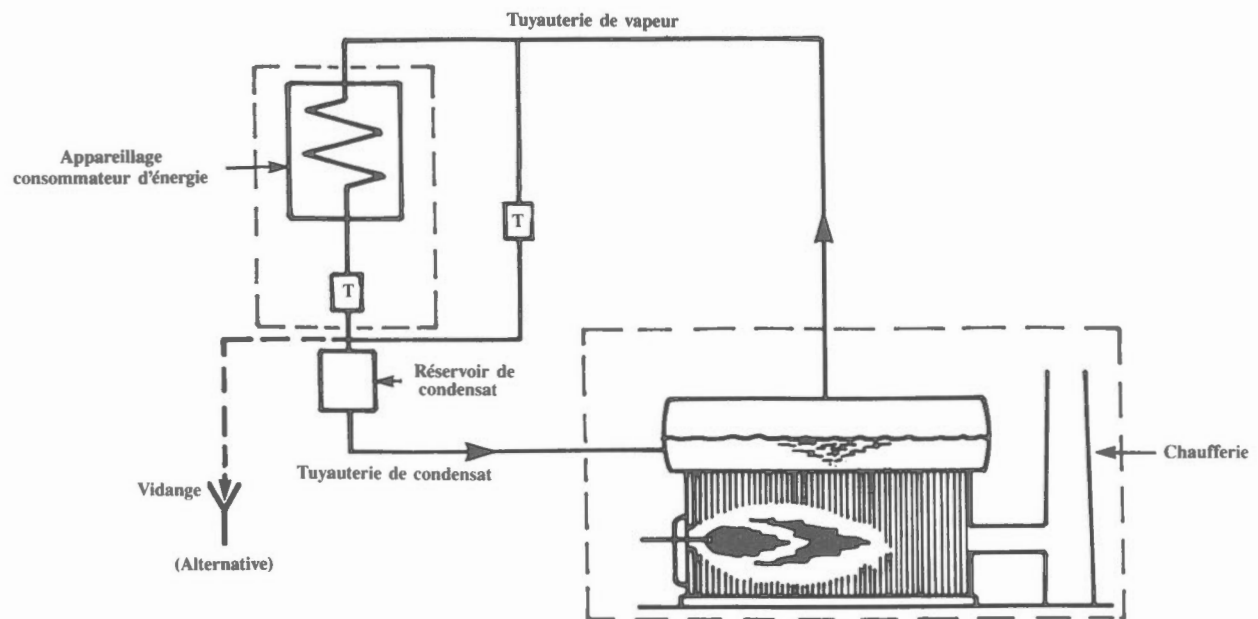 Tuyauterie de vapeur
Appareillage
consommateur d'énergie
T
T
Réservoir de
condensat
Tuyauterie de condensat
Chaufferie
Vidange
(Alternative)